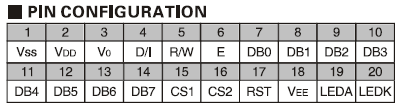 ■ PIN CONFIGURATION
1 2 3 4 5 6 7 8 9 10
Vss VDD V0 D/I R/W E DB0 DB1 DB2 DB3
11 12 13 14 15 16 17 18 19 20
DB4 DB5 DB6 DB7 CS1 CS2 RST VEE LEDA LEDK